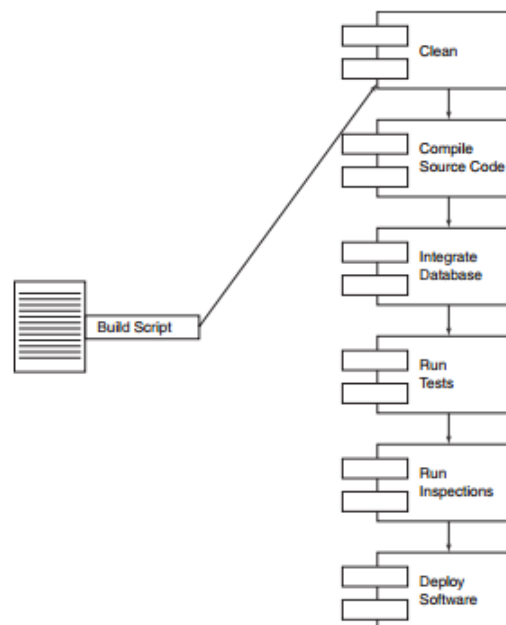 Clean
Compile
Source Code
Integrate
Database
Build Script
Run
Tests
Run
Inspections
Deploy
Software